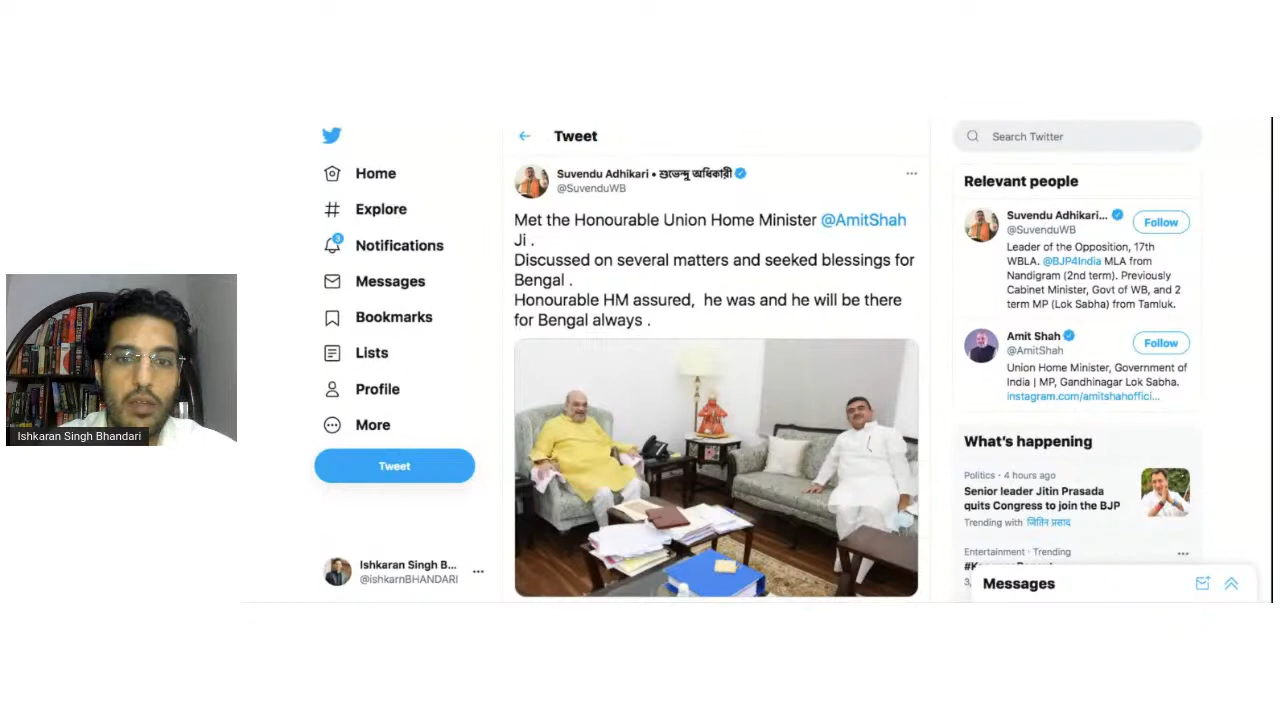 Ishkaran Singh Bhandari
Home
Explore
3
Notifications
Messages
Bookmarks
Lists
Profile
More
Tweet
Ishkaran Singh B...
@ishkarnBHANDARI
Tweet
Suvendu Adhikari • শুভেন্দু অধিকারী
@SuvenduWB
Met the Honourable Union Home Minister @AmitShah
Ji .
Discussed on several matters and seeked blessings for
Bengal .
Honourable HM assured, he was and he will be there
for Bengal always .
Search Twitter
Relevant people
Suvendu Adhikari...
@SuvenduWB
Follow
Leader of the Opposition, 17th
WBLA. @BJP4India MLA from
Nandigram (2nd term). Previously
Cabinet Minister, Govt of WB, and 2
term MP (Lok Sabha) from Tamluk.
Amit Shah
@AmitShah
Follow
Union Home Minister, Government of
India | MP, Gandhinagar Lok Sabha.
instagram.com/amitshahoffici...
What's happening
Politics · 4 hours ago
Senior leader Jitin Prasada
quits Congress to join the BJP
Trending with जितिन प्रसाद
Entertainment · Trending
Messages